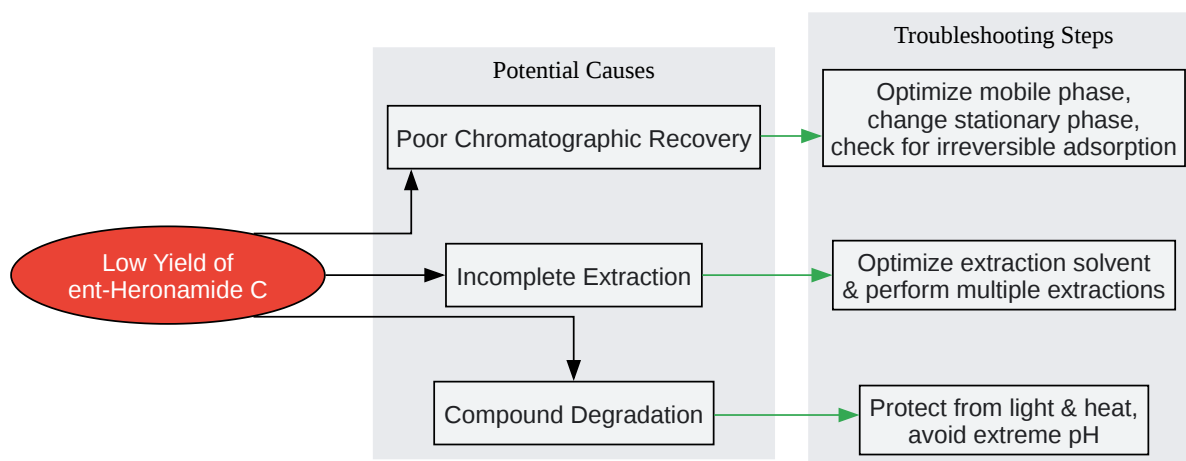 Troubleshooting Steps
Potential Causes
Optimize mobile phase,
change stationary phase,
check for irreversible adsorption
Poor Chromatographic Recovery
Low Yield of
ent-Heronamide C
Incomplete Extraction
Optimize extraction solvent
& perform multiple extractions
Compound Degradation
Protect from light & heat,
avoid extreme pH